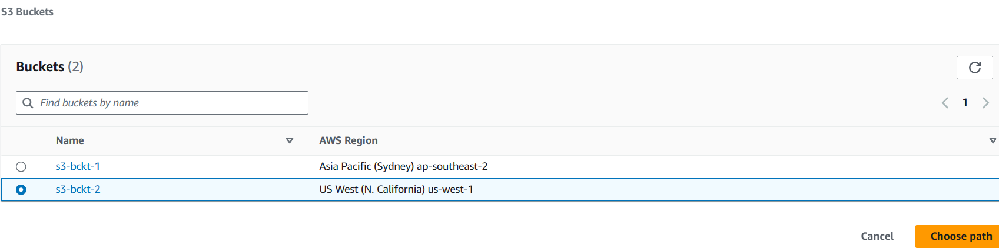 S3 Buckets
Buckets (2)
Find buckets by name
1
Name AWS Region
s3-bckt-1 Asia Pacific (Sydney) ap-southeast-2
s3-bckt-2 US West (N. California) us-west-1
Cancel Choose path